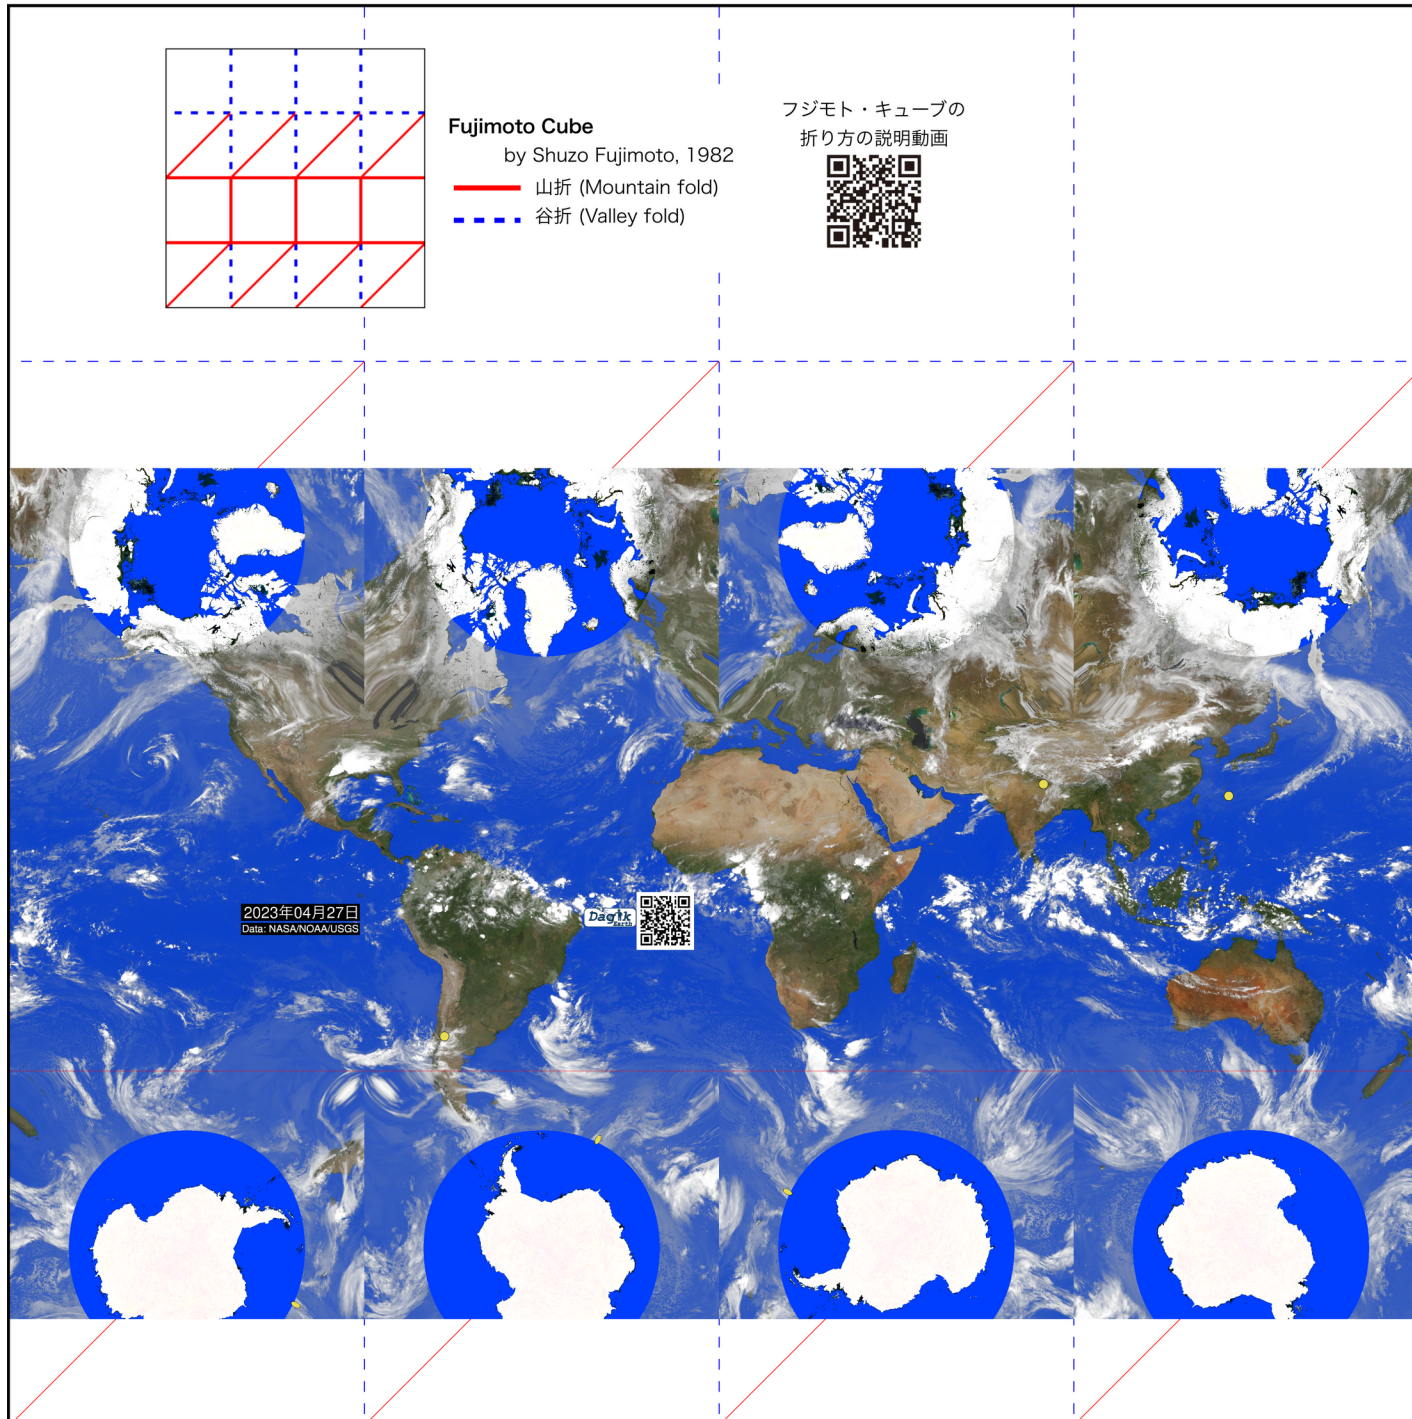 Fujimoto Cube
by Shuzo Fujimoto, 1982
山折 (Mountain fold)
谷折 (Valley fold)
フジモト・キューブの
折り方の説明動画
2023年04月27日
Data: NASA/NOAA/USGS
Dagik
Earth